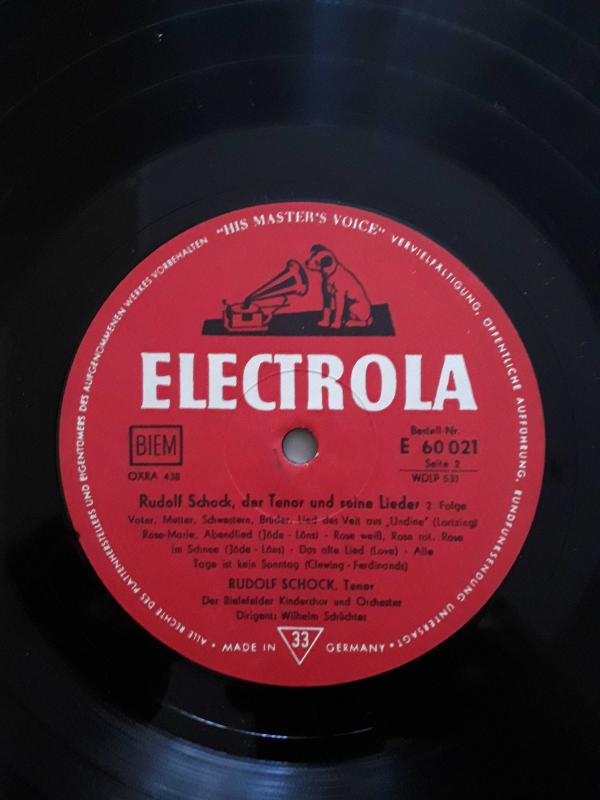 "HIS MASTER'S VOICE"
VERVIELFÄLTIGUNG, ÖFFENTLICHE AUFFÜHRUNG, RUNDFUNKSENDUNG UNTERSAGT •
• ALLE RECHTE DES PLATTENHERSTELLERS UND EIGENTÜMERS DES AUFGENOMMENEN WERKES VORBEHALTEN
ELECTROLA
BIEM
OXRA 438
Bestell-Nr.
E 60 021
Seite 2
WDLP 531
Rudolf Schock, der Tenor und seine Lieder 2. Folge
Vater, Mutter, Schwestern, Brüder, Lied des Veit aus „Undine" (Lortzing)
Rose-Marie, Abendlied (Jöde - Löns) - Rose weiß, Rose rot, Rose
im Schnee (Jöde - Löns) - Das alte Lied (Love) - Alle
Tage ist kein Sonntag (Clewing - Ferdinands)
RUDOLF SCHOCK, Tenor
Der Bielefelder Kinderchor und Orchester
Dirigent: Wilhelm Schüchter
MADE IN 33 GERMANY